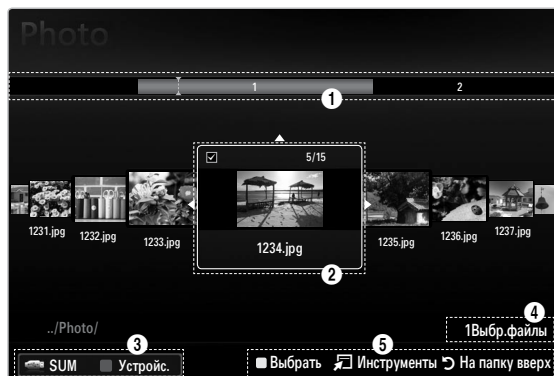 Photo
1 2
1
5/15
1231.jpg 1232.jpg 1233.jpg 1234.jpg 1235.jpg 1236.jpg 1237.jpg
2
../Photo/
4
1Выбр.файлы
3 5
SUM Устройс. Выбрать Инструменты На папку вверх